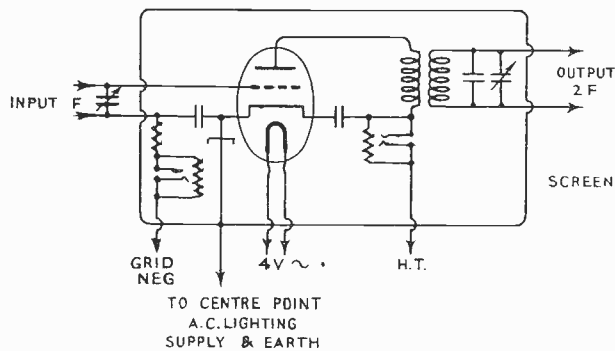 INPUT F
OUTPUT
2 F
SCREEN
GRID
NEG
4V ~
H.T.
TO CENTRE POINT
A.C. LIGHTING
SUPPLY & EARTH